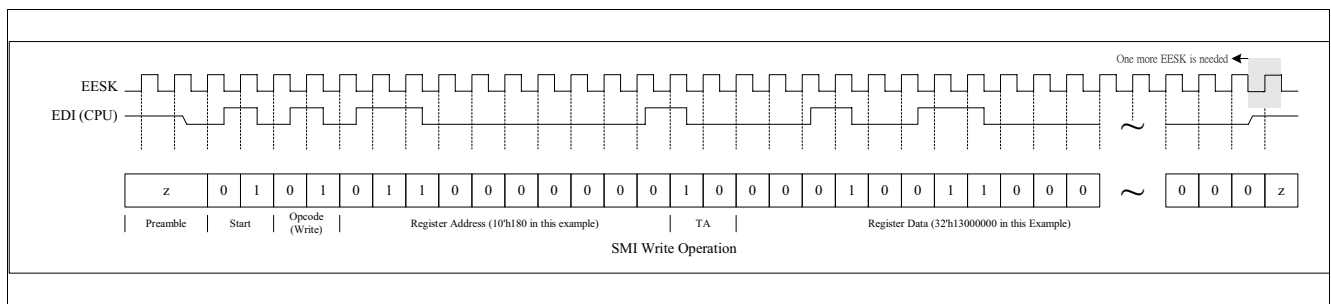 One more EESK is needed
EESK
EDI (CPU)
~
z 0 1 0 1 0 1 1 0 0 0 0 0 0 0 1 0 0 0 0 1 0 0 1 1 0 0 0 ~ 0 0 0 z
Preamble Start Opcode (Write) Register Address (10'h180 in this example) TA Register Data (32'h13000000 in this Example)
SMI Write Operation